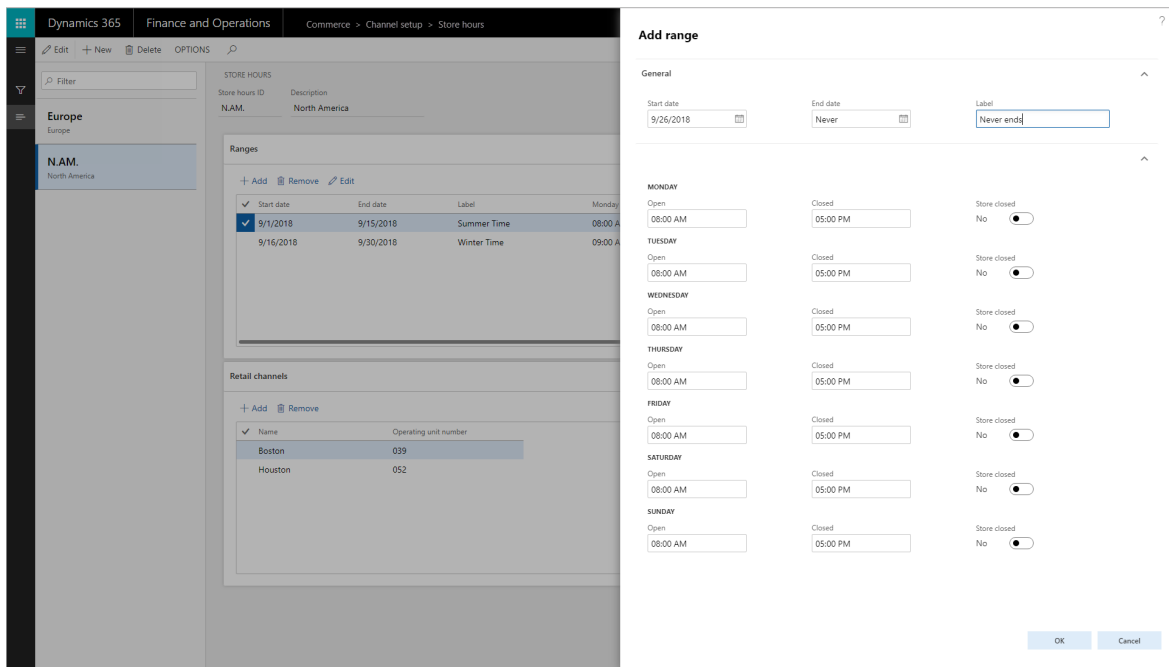 Dynamics 365 Finance and Operations Commerce > Channel setup > Store hours
Edit + New Delete OPTIONS
Filter
Europe
Europe
N.AM.
North America
STORE HOURS
Store hours ID Description
N.AM. North America
Ranges
+ Add Remove Edit
Start date End date Label Monday
9/1/2018 9/15/2018 Summer Time 08:00 A
9/16/2018 9/30/2018 Winter Time 09:00 A
Retail channels
+ Add Remove
Name Operating unit number
Boston 039
Houston 052
?
Add range
General
Start date End date Label
9/26/2018 Never Never ends
MONDAY
Open Closed Store closed
08:00 AM 05:00 PM No
TUESDAY
Open Closed Store closed
08:00 AM 05:00 PM No
WEDNESDAY
Open Closed Store closed
08:00 AM 05:00 PM No
THURSDAY
Open Closed Store closed
08:00 AM 05:00 PM No
FRIDAY
Open Closed Store closed
08:00 AM 05:00 PM No
SATURDAY
Open Closed Store closed
08:00 AM 05:00 PM No
SUNDAY
Open Closed Store closed
08:00 AM 05:00 PM No
OK Cancel